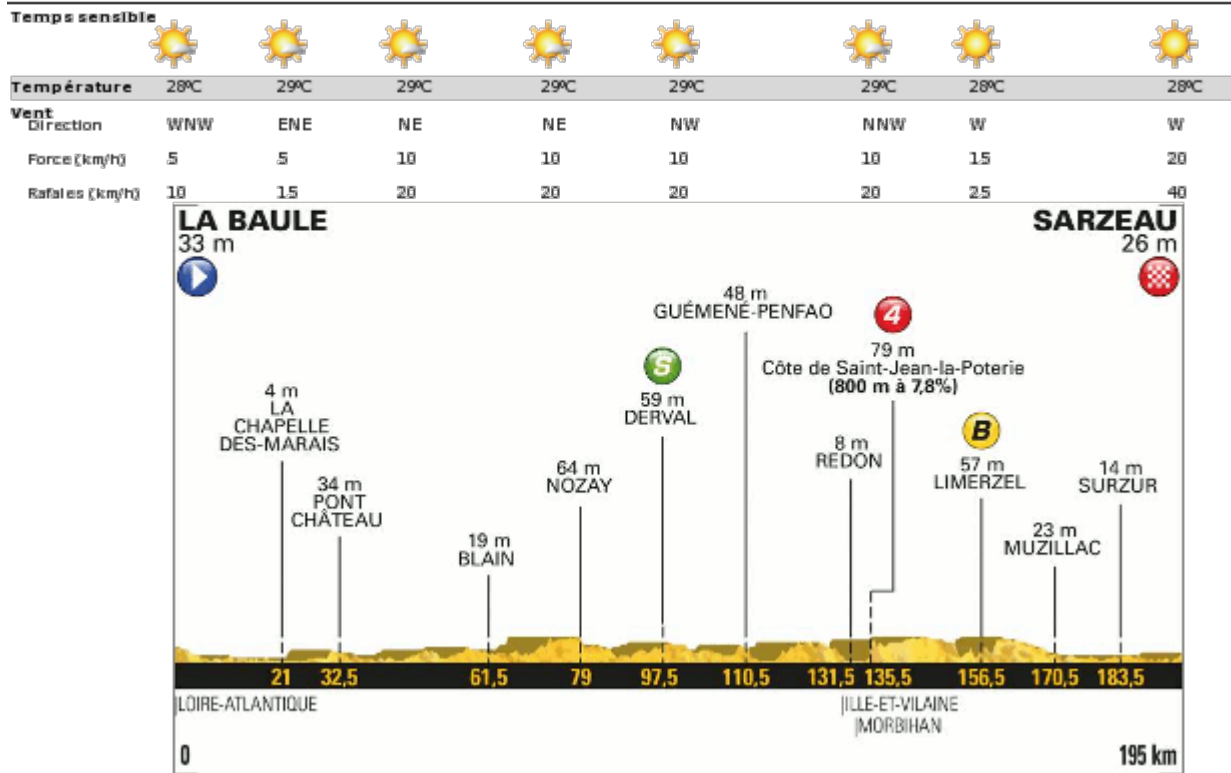 Temps sensible
Température 28ºC 29ºC 29ºC 29ºC 29ºC 29ºC 28ºC 28ºC
Vent
Direction WNW ENE NE NE NW NNW W W
Force (km/h) 5 5 10 10 10 10 15 20
Rafales (km/h) 10 15 20 20 20 20 25 40
LA BAULE
33 m
SARZEAU
26 m
48 m
GUÉMENÉ-PENFAO
4
79 m
Côte de Saint-Jean-la-Poterie
(800 m à 7,8%)
S
59 m
DERVAL
4 m
LA
CHAPELLE
DES-MARAIS
B
57 m
LIMERZEL
8 m
REDON
64 m
NOZAY
14 m
SURZUR
34 m
PONT
CHÂTEAU
19 m
BLAIN
23 m
MUZILLAC
21 32,5 61,5 79 97,5 110,5 131,5 135,5 156,5 170,5 183,5
LOIRE-ATLANTIQUE
ILLE-ET-VILAINE
MORBIHAN
0
195 km